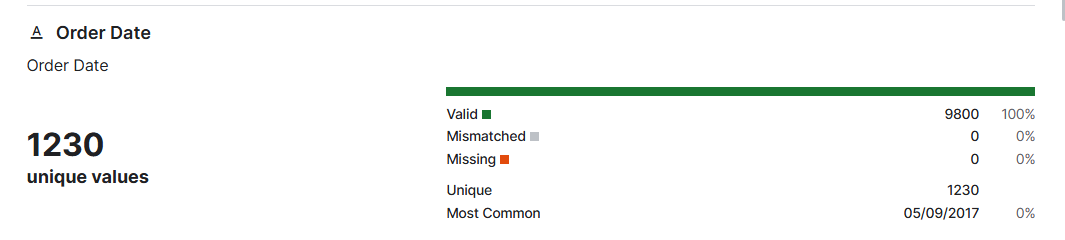 A Order Date
Order Date
1230
unique values
Valid 9800 100%
Mismatched 0 0%
Missing 0 0%
Unique 1230
Most Common 05/09/2017 0%